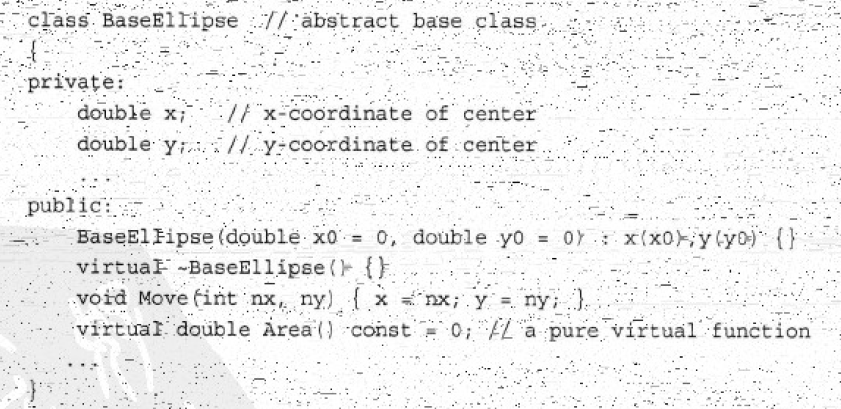 class BaseEllipse // abstract base class
{
private:
double x; // x-coordinate of center
double y; // y-coordinate of center
...
public:
BaseEllipse(double x0 = 0, double y0 = 0) : x(x0),y(y0) {}
virtual ~BaseEllipse() {}
void Move(int nx, ny) { x = nx; y = ny; }
virtual double Area() const = 0; // a pure virtual function
...
}